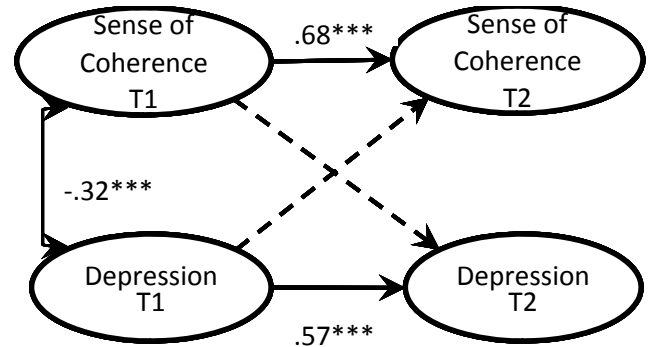 Sense of
Coherence
T1
.68***
Sense of
Coherence
T2
-.32***
Depression
T1
Depression
T2
.57***